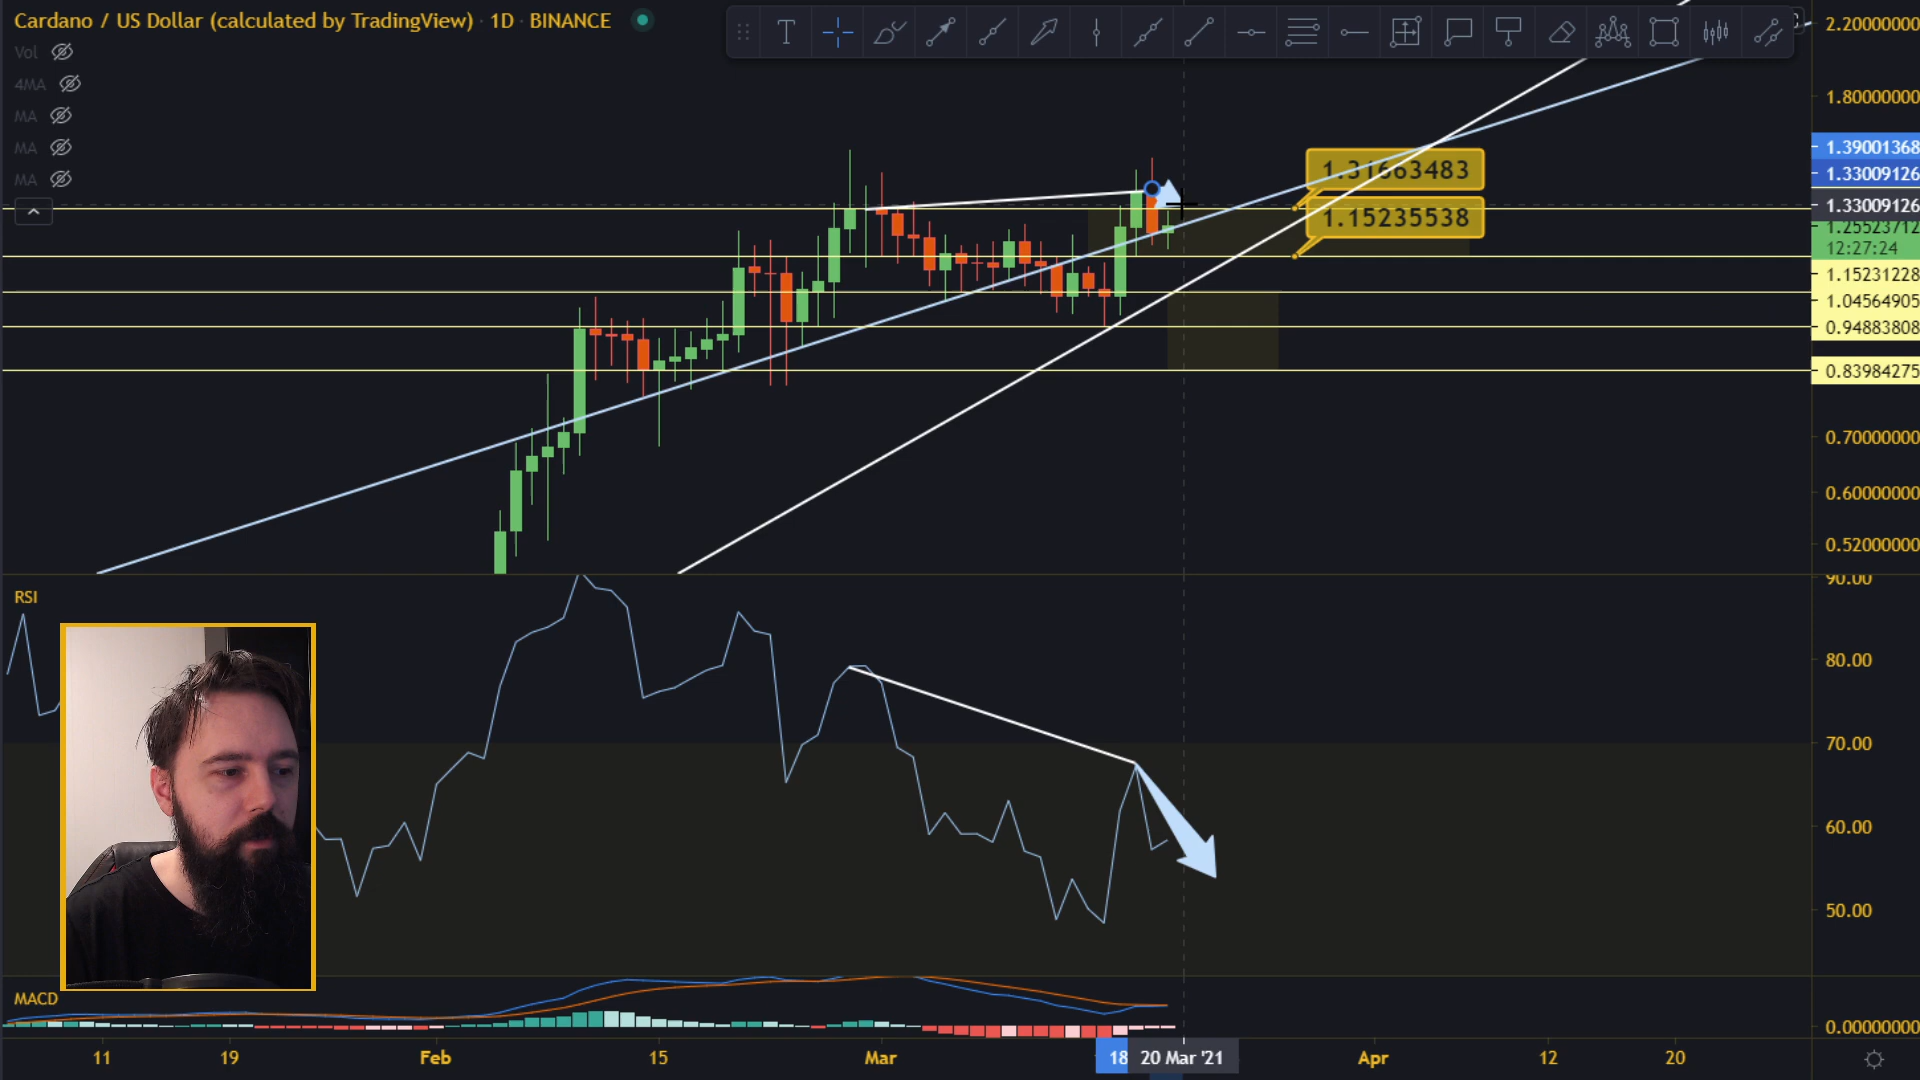 Cardano / US Dollar (calculated by TradingView) · 1D · BINANCE
Vol
4MA
MA
MA
MA
1.31663483
1.15235538
2.20000000
1.80000000
1.39001368
1.33009126
1.33009126
1.25523712
12:27:24
1.15231228
1.04564905
0.94883808
0.83984275
0.70000000
0.60000000
0.52000000
RSI
90.00
80.00
70.00
60.00
50.00
MACD
0.00000000
11 19 Feb 15 Mar 18 20 Mar '21 Apr 12 20